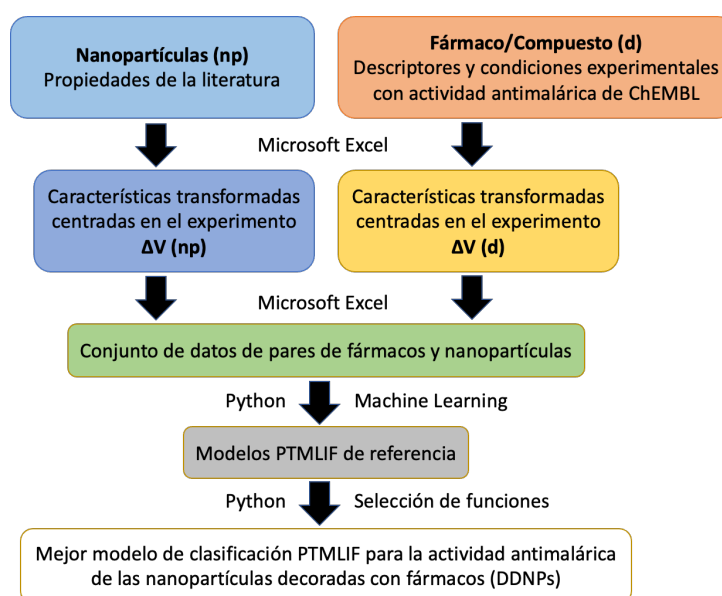 Nanopartículas (np)
Propiedades de la literatura
Fármaco/Compuesto (d)
Descriptores y condiciones experimentales
con actividad antimalárica de ChEMBL
Microsoft Excel
Características transformadas
centradas en el experimento
ΔV (np)
Características transformadas
centradas en el experimento
ΔV (d)
Microsoft Excel
Conjunto de datos de pares de fármacos y nanopartículas
Python
Machine Learning
Modelos PTMLIF de referencia
Python
Selección de funciones
Mejor modelo de clasificación PTMLIF para la actividad antimalárica
de las nanopartículas decoradas con fármacos (DDNPs)